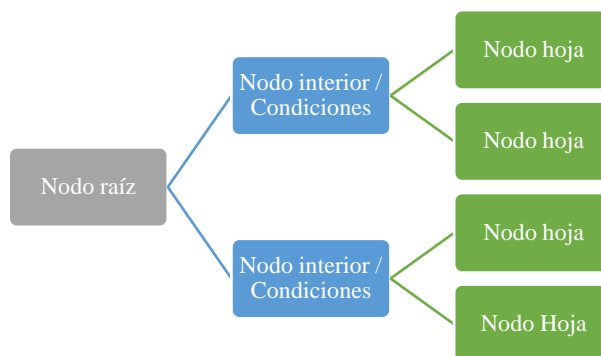 Nodo raíz
Nodo interior /
Condiciones
Nodo interior /
Condiciones
Nodo hoja
Nodo hoja
Nodo hoja
Nodo Hoja